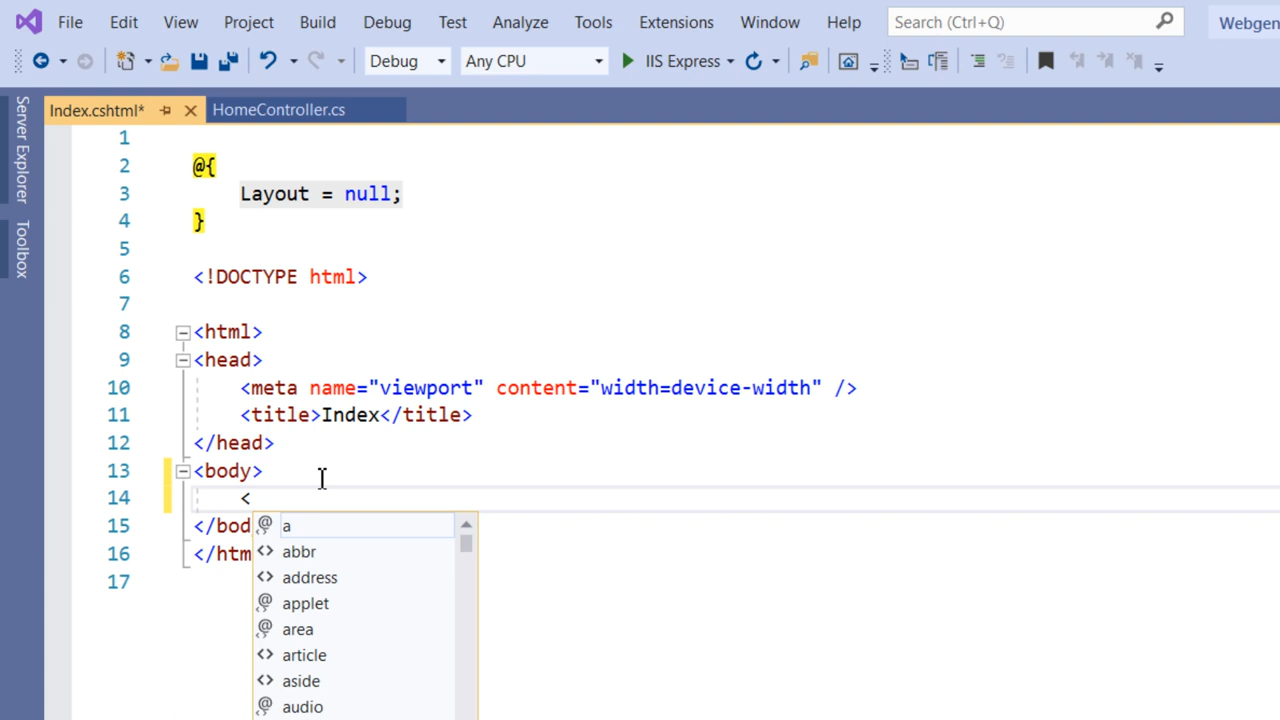 File Edit View Project Build Debug Test Analyze Tools Extensions Window Help Search (Ctrl+Q) Webgen
Debug Any CPU IIS Express
Index.cshtml* HomeController.cs
Server Explorer
Toolbox
1
2 @{
3 Layout = null;
4 }
5
6 <!DOCTYPE html>
7
8 <html>
9 <head>
10 <meta name="viewport" content="width=device-width" />
11 <title>Index</title>
12 </head>
13 <body>
14 <
15 </bod
16 </htm
17
a
abbr
address
applet
area
article
aside
audio